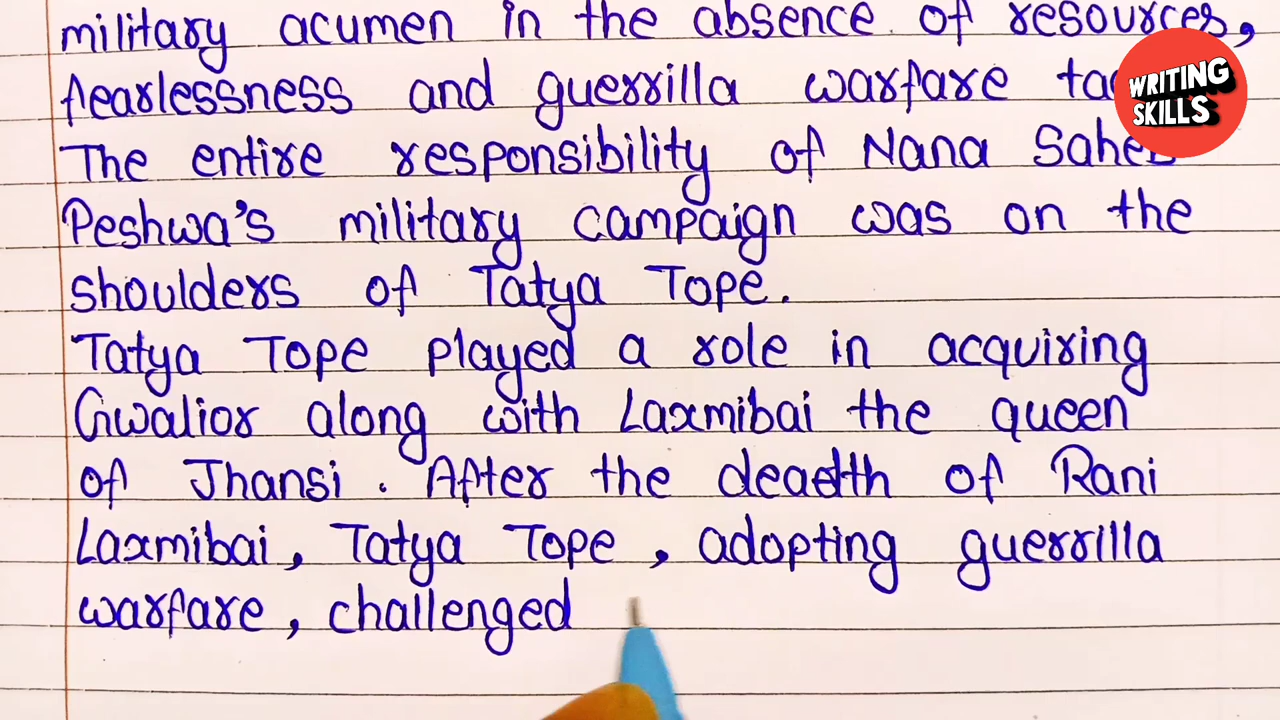 military acumen in the absence of resources,
fearlessness and guerrilla warfare
WRITING
SKILLS
The entire responsibility of Nana Saheb
Peshwa's military campaign was on the
shoulders of Tatya Tope.
Tatya Tope played a role in acquiring
Gwalior along with Laxmibai the queen
of Jhansi. After the deadth of Rani
Laxmibai, Tatya Tope, adopting guerrilla
warfare, challenged